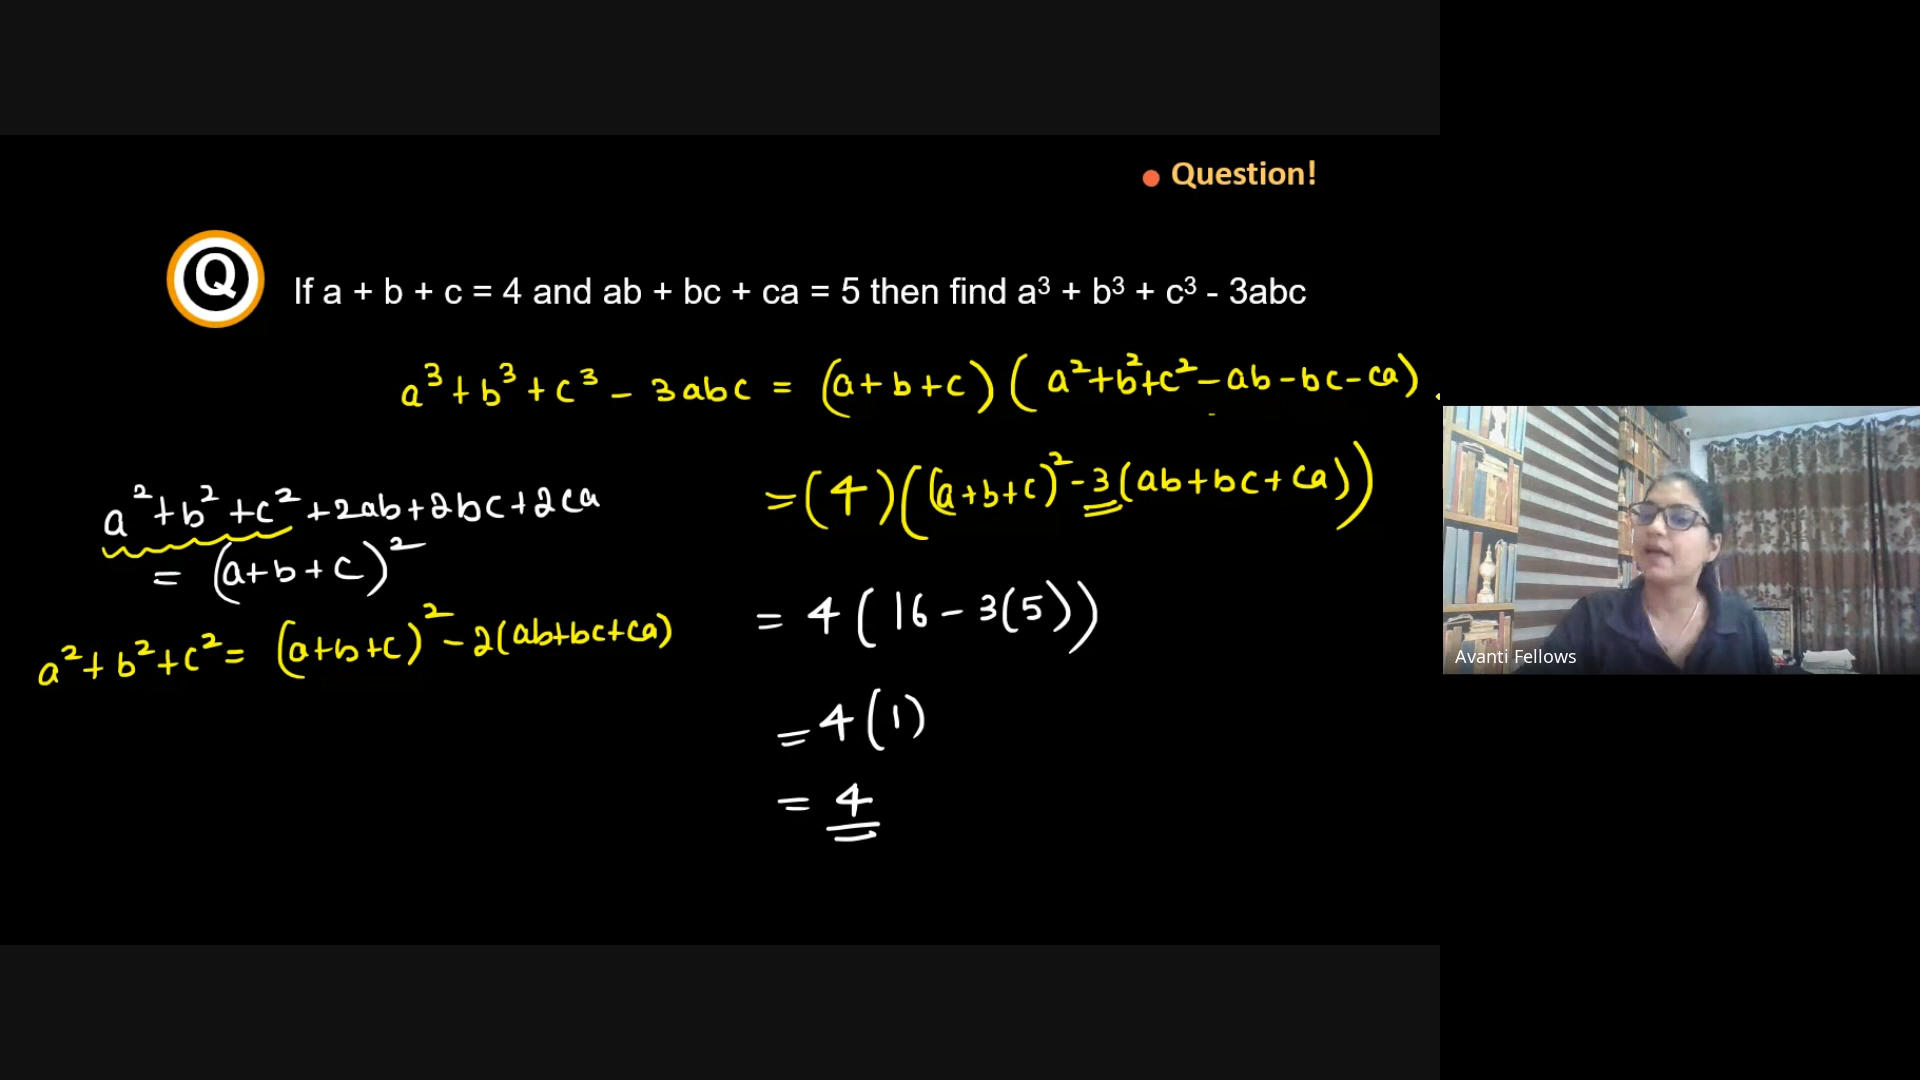 Question!
Q
If a + b + c = 4 and ab + bc + ca = 5 then find a³ + b³ + c³ - 3abc
a³ + b³ + c³ - 3abc = (a+b+c) (a²+b²+c²-ab-bc-ca)
= (4) ((a+b+c)² - 3(ab+bc+ca))
a²+b²+c²+2ab+2bc+2ca
= (a+b+c)²
a²+b²+c² = (a+b+c)² - 2(ab+bc+ca)
= 4 (16 - 3(5))
= 4 (1)
= 4
Avanti Fellows